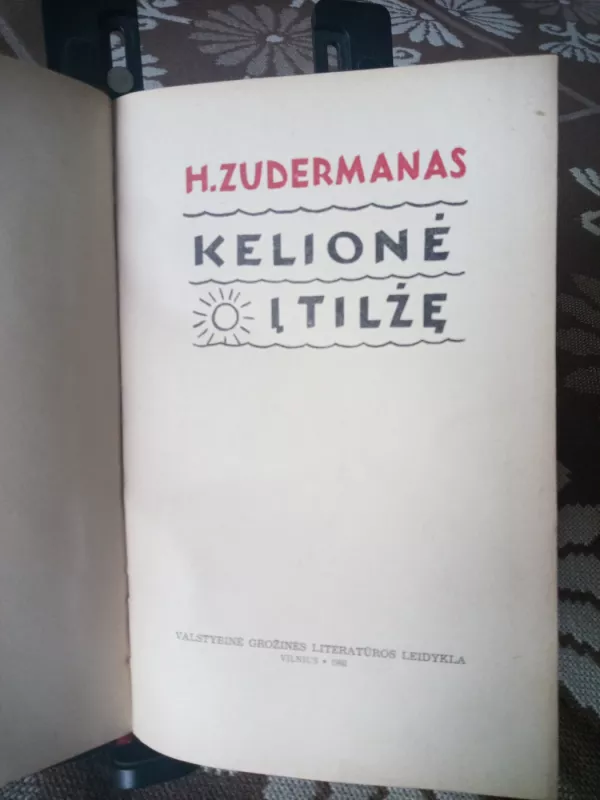 H. ZUDERMANAS
KELIONĖ
Į TILŽĘ
VALSTYBINĖ GROŽINĖS LITERATŪROS LEIDYKLA
VILNIUS •